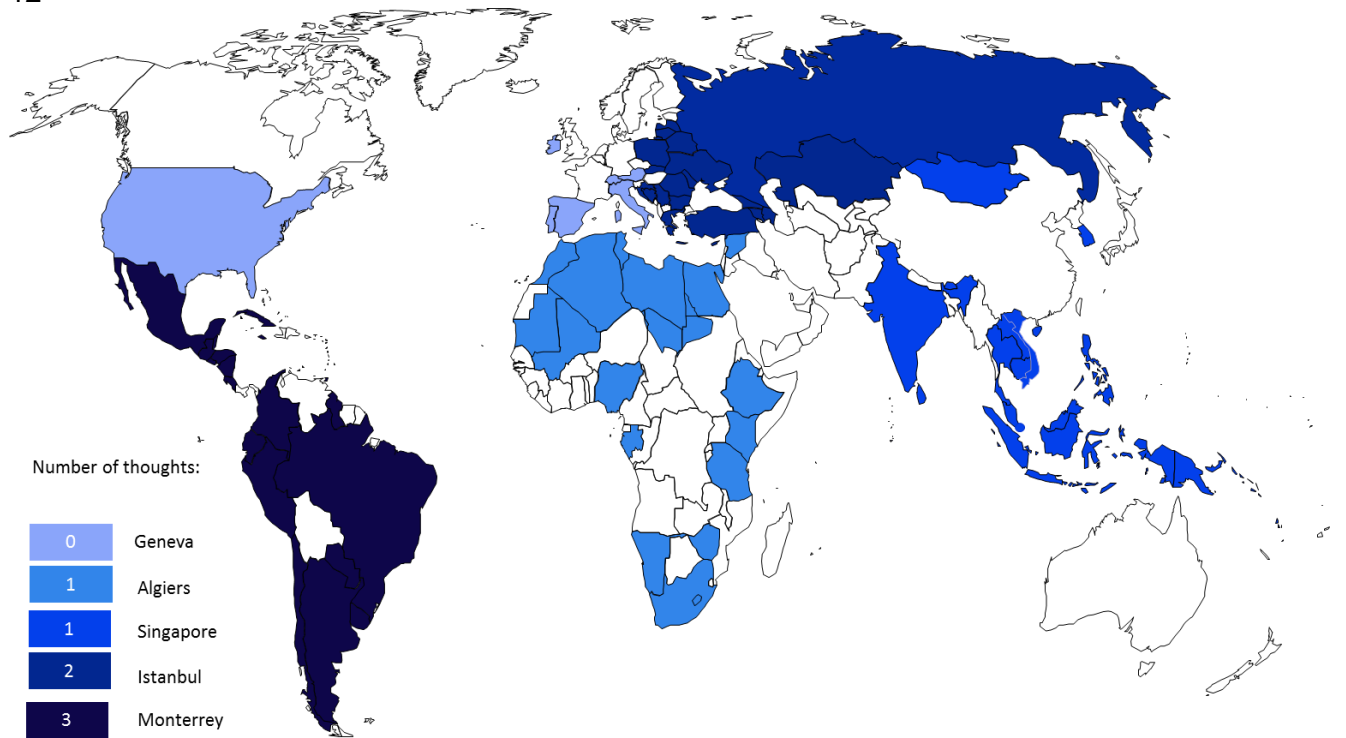 Number of thoughts:
0 Geneva
1 Algiers
1 Singapore
2 Istanbul
3 Monterrey